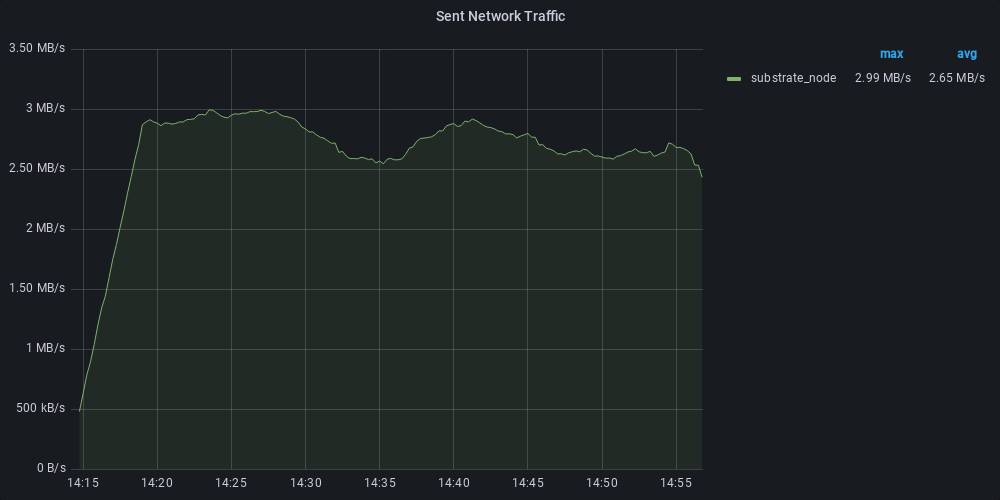 Sent Network Traffic
3.50 MB/s
3 MB/s
2.50 MB/s
2 MB/s
1.50 MB/s
1 MB/s
500 kB/s
0 B/s
14:15 14:20 14:25 14:30 14:35 14:40 14:45 14:50 14:55
max avg
substrate_node 2.99 MB/s 2.65 MB/s